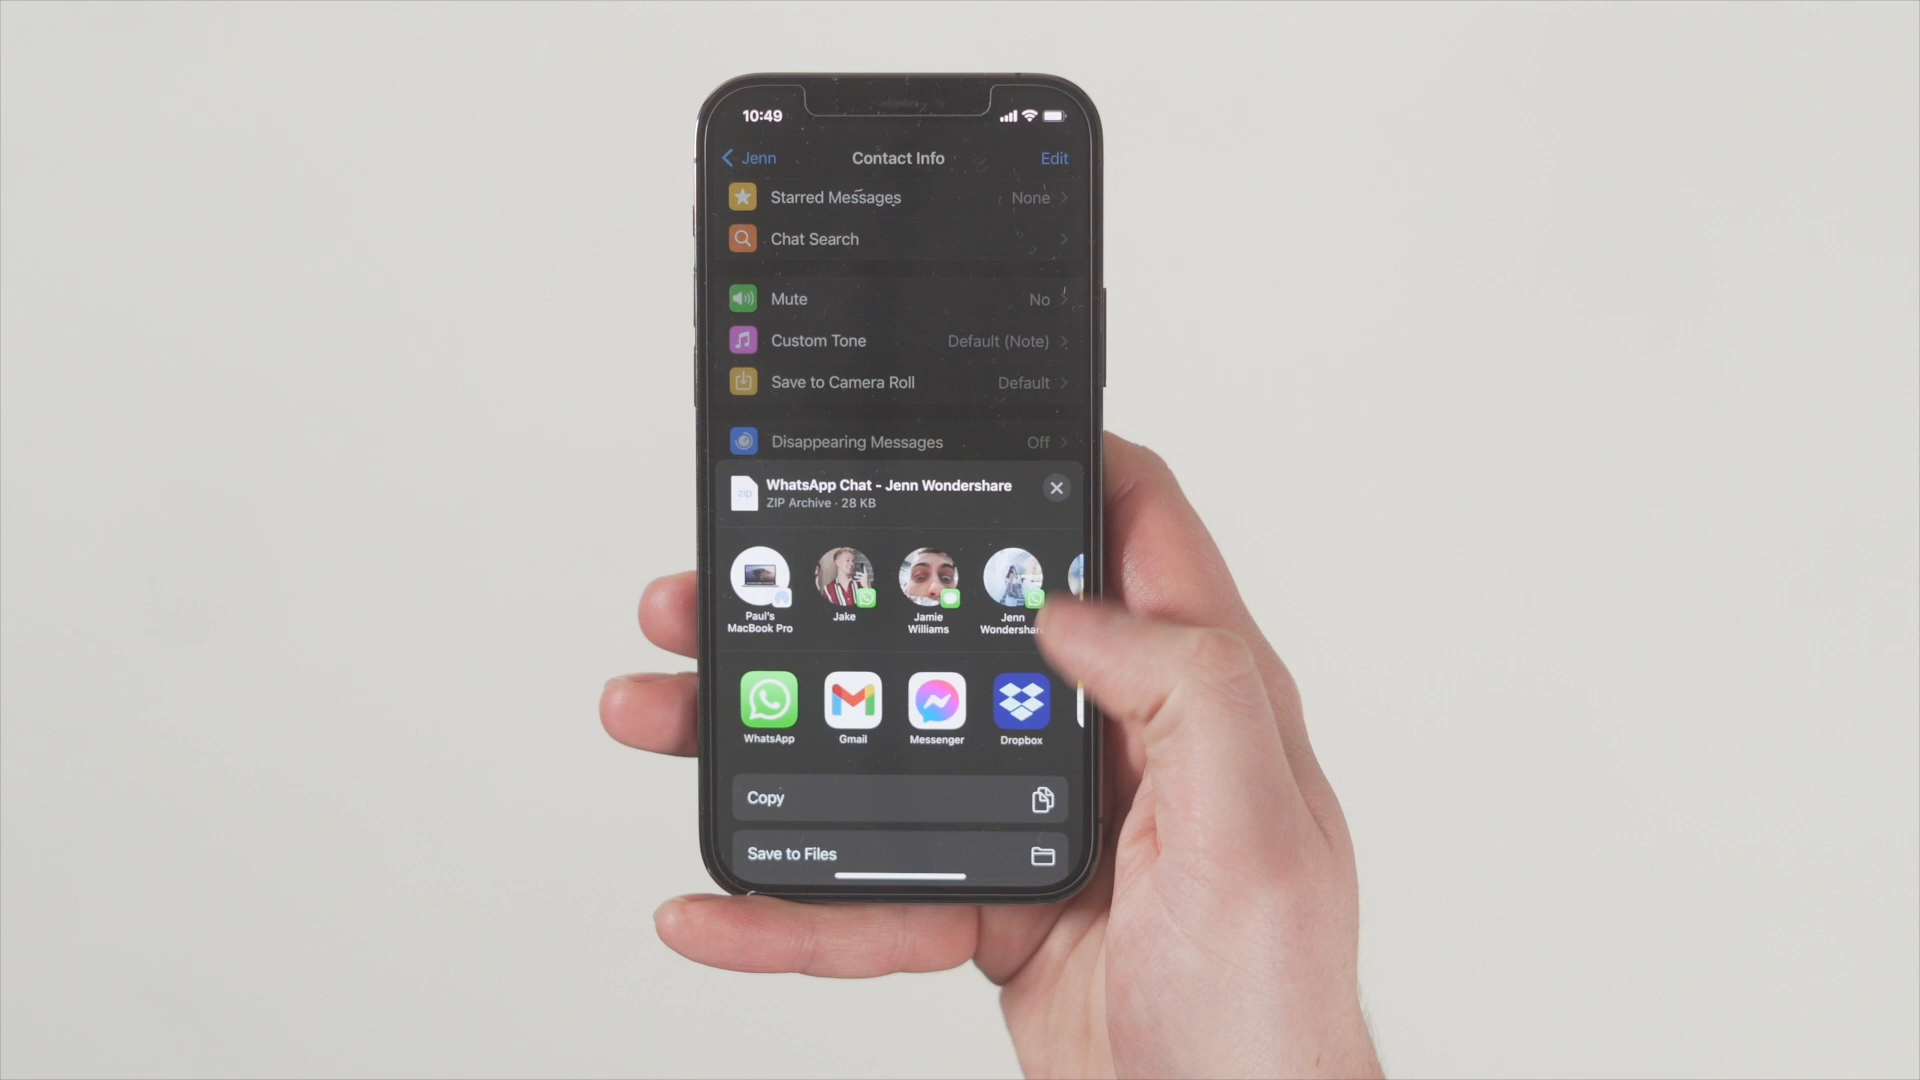 10:49
Jenn
Contact Info
Edit
Starred Messages
None
Chat Search
Mute
No
Custom Tone
Default (Note)
Save to Camera Roll
Default
Disappearing Messages
Off
zip
WhatsApp Chat - Jenn Wondershare
ZIP Archive · 28 KB
Paul's
MacBook Pro
Jake
Jamie
Williams
Jenn
Wondershare
WhatsApp
Gmail
Messenger
Dropbox
Copy
Save to Files